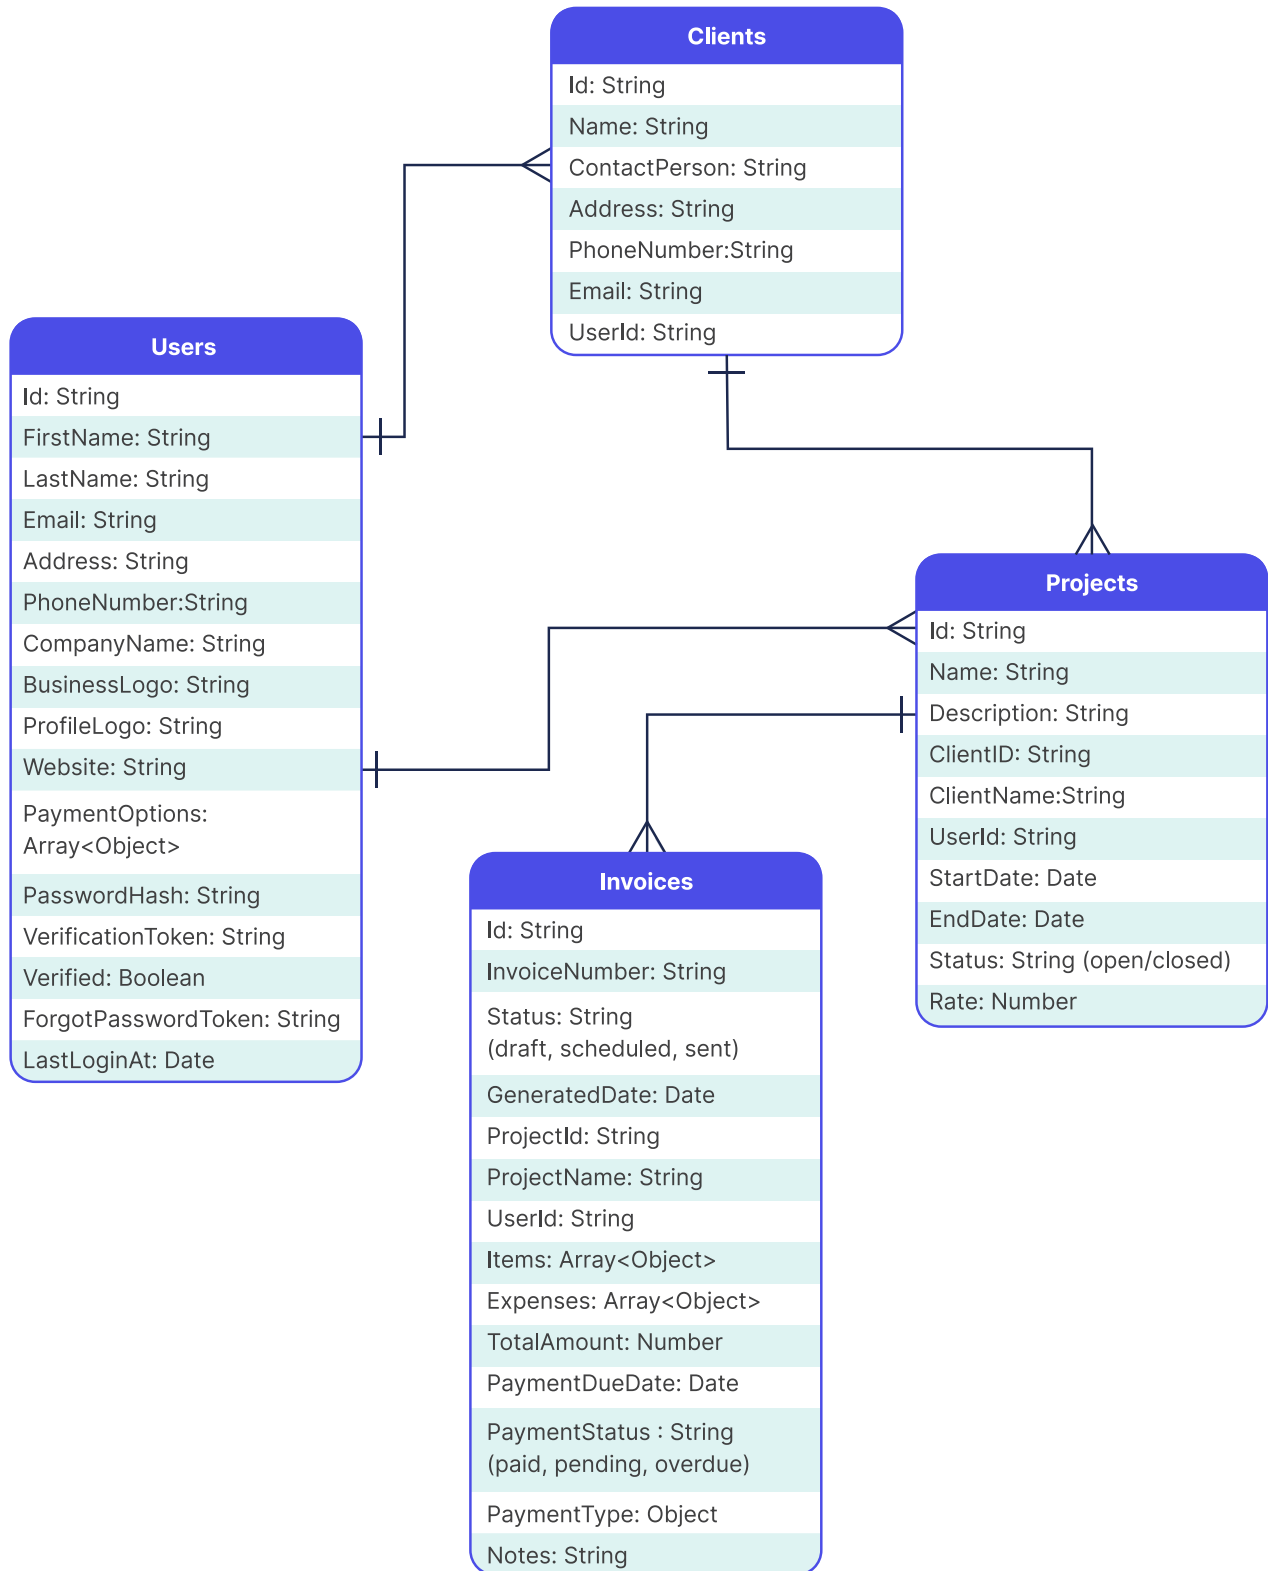 Clients
Id: String
Name: String
ContactPerson: String
Address: String
PhoneNumber:String
Email: String
UserId: String
Users
Id: String
FirstName: String
LastName: String
Email: String
Address: String
PhoneNumber:String
CompanyName: String
BusinessLogo: String
ProfileLogo: String
Website: String
PaymentOptions:
Array<Object>
PasswordHash: String
VerificationToken: String
Verified: Boolean
ForgotPasswordToken: String
LastLoginAt: Date
Projects
Id: String
Name: String
Description: String
ClientID: String
ClientName:String
UserId: String
StartDate: Date
EndDate: Date
Status: String (open/closed)
Rate: Number
Invoices
Id: String
InvoiceNumber: String
Status: String
(draft, scheduled, sent)
GeneratedDate: Date
ProjectId: String
ProjectName: String
UserId: String
Items: Array<Object>
Expenses: Array<Object>
TotalAmount: Number
PaymentDueDate: Date
PaymentStatus : String
(paid, pending, overdue)
PaymentType: Object
Notes: String